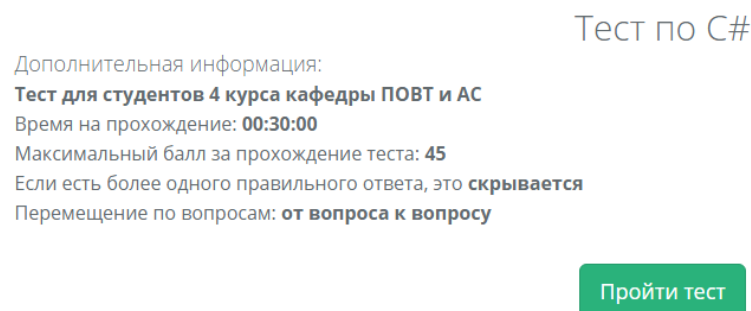 Тест по C#
Дополнительная информация:
Тест для студентов 4 курса кафедры ПОВТ и АС
Время на прохождение: 00:30:00
Максимальный балл за прохождение теста: 45
Если есть более одного правильного ответа, это скрывается
Перемещение по вопросам: от вопроса к вопросу
Пройти тест